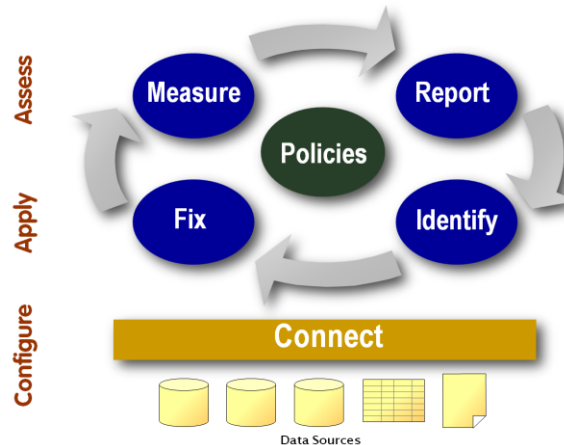 Assess
Measure
Report
Policies
Apply
Fix
Identify
Configure
Connect
Data Sources